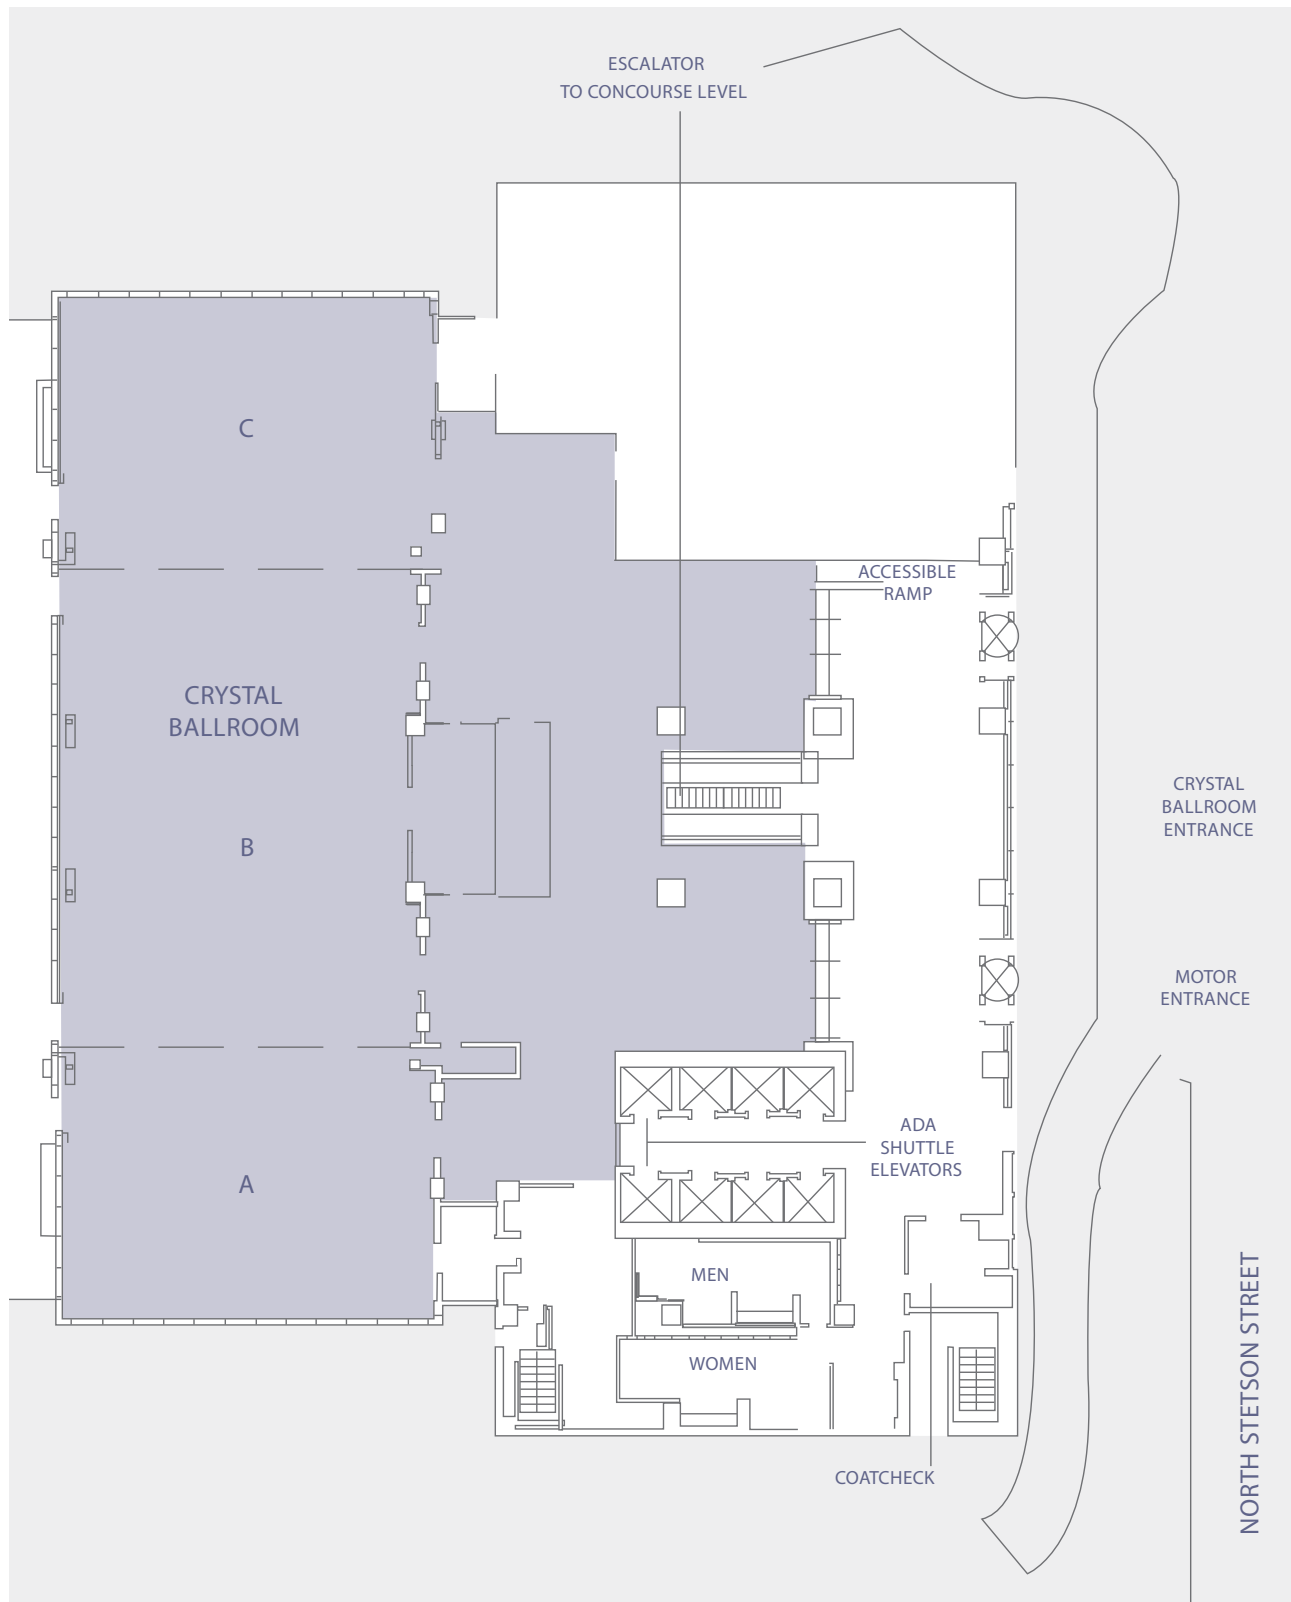 ESCALATOR
TO CONCOURSE LEVEL
C
ACCESSIBLE
RAMP
CRYSTAL
BALLROOM
CRYSTAL
BALLROOM
ENTRANCE
B
MOTOR
ENTRANCE
ADA
SHUTTLE
ELEVATORS
A
MEN
WOMEN
COATCHECK
NORTH STETSON STREET